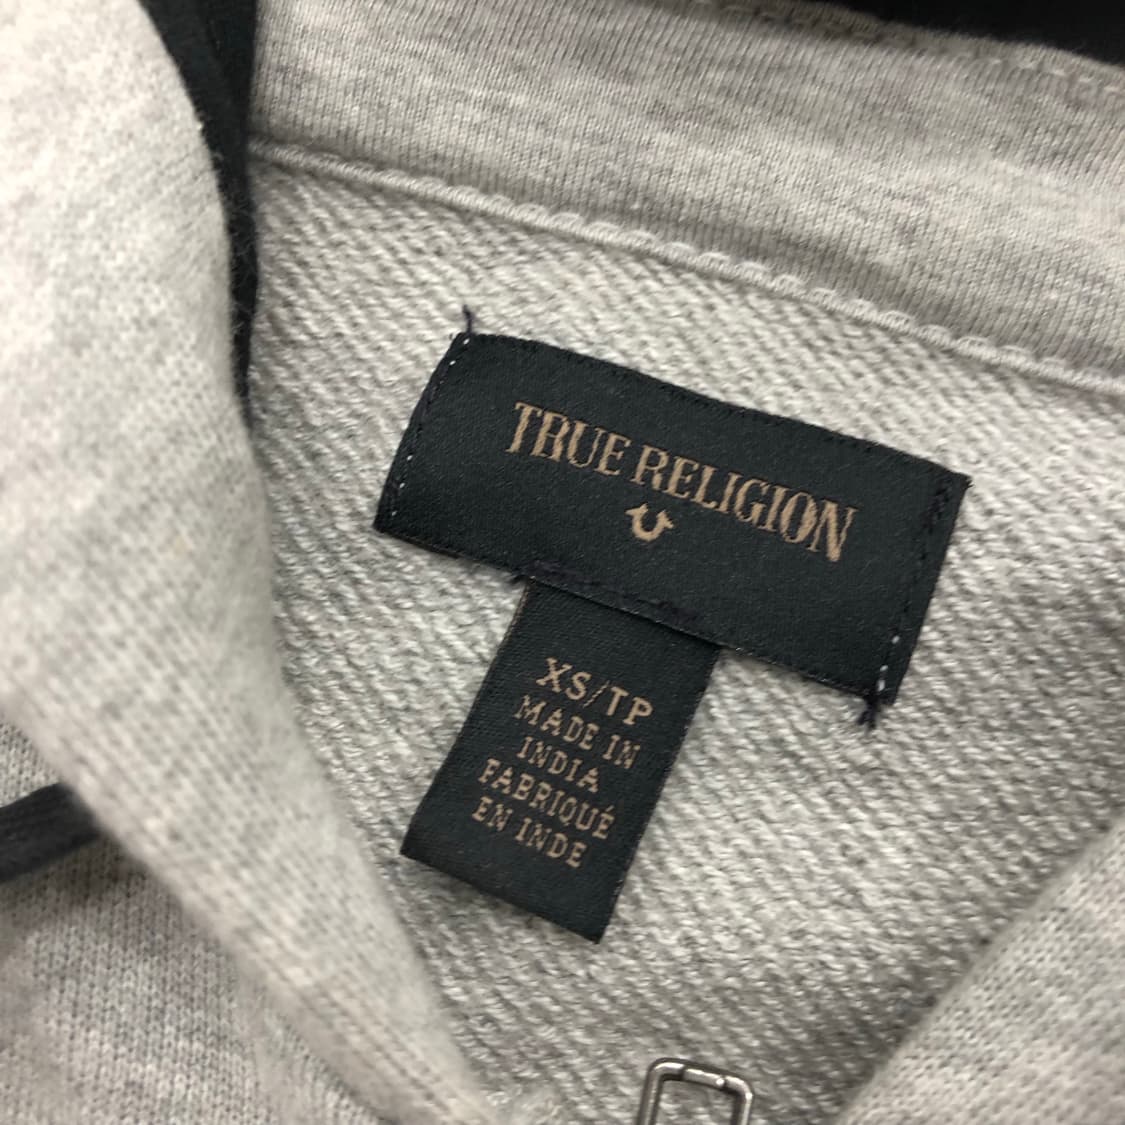 TRUE RELIGION
XS/TP
MADE IN
INDIA
FABRIQUÉ
EN INDE